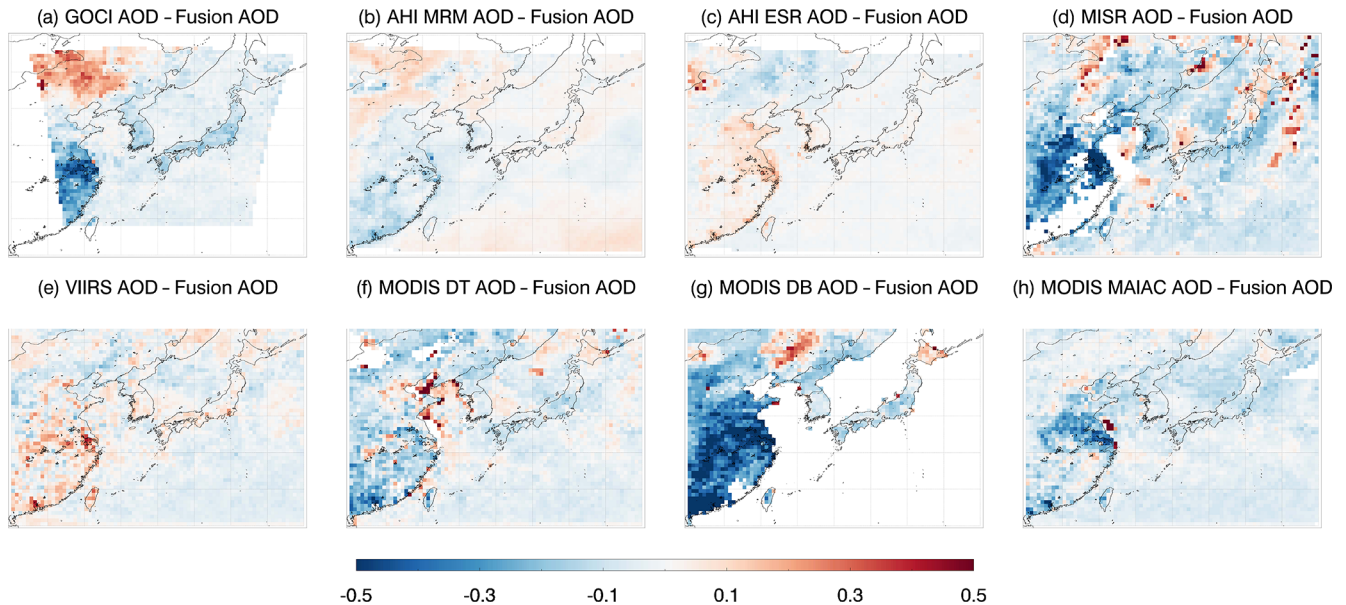 (a) GOCI AOD – Fusion AOD
(b) AHI MRM AOD – Fusion AOD
(c) AHI ESR AOD – Fusion AOD
(d) MISR AOD – Fusion AOD
(e) VIIRS AOD – Fusion AOD
(f) MODIS DT AOD – Fusion AOD
(g) MODIS DB AOD – Fusion AOD
(h) MODIS MAIAC AOD – Fusion AOD
-0.5 -0.3 -0.1 0.1 0.3 0.5